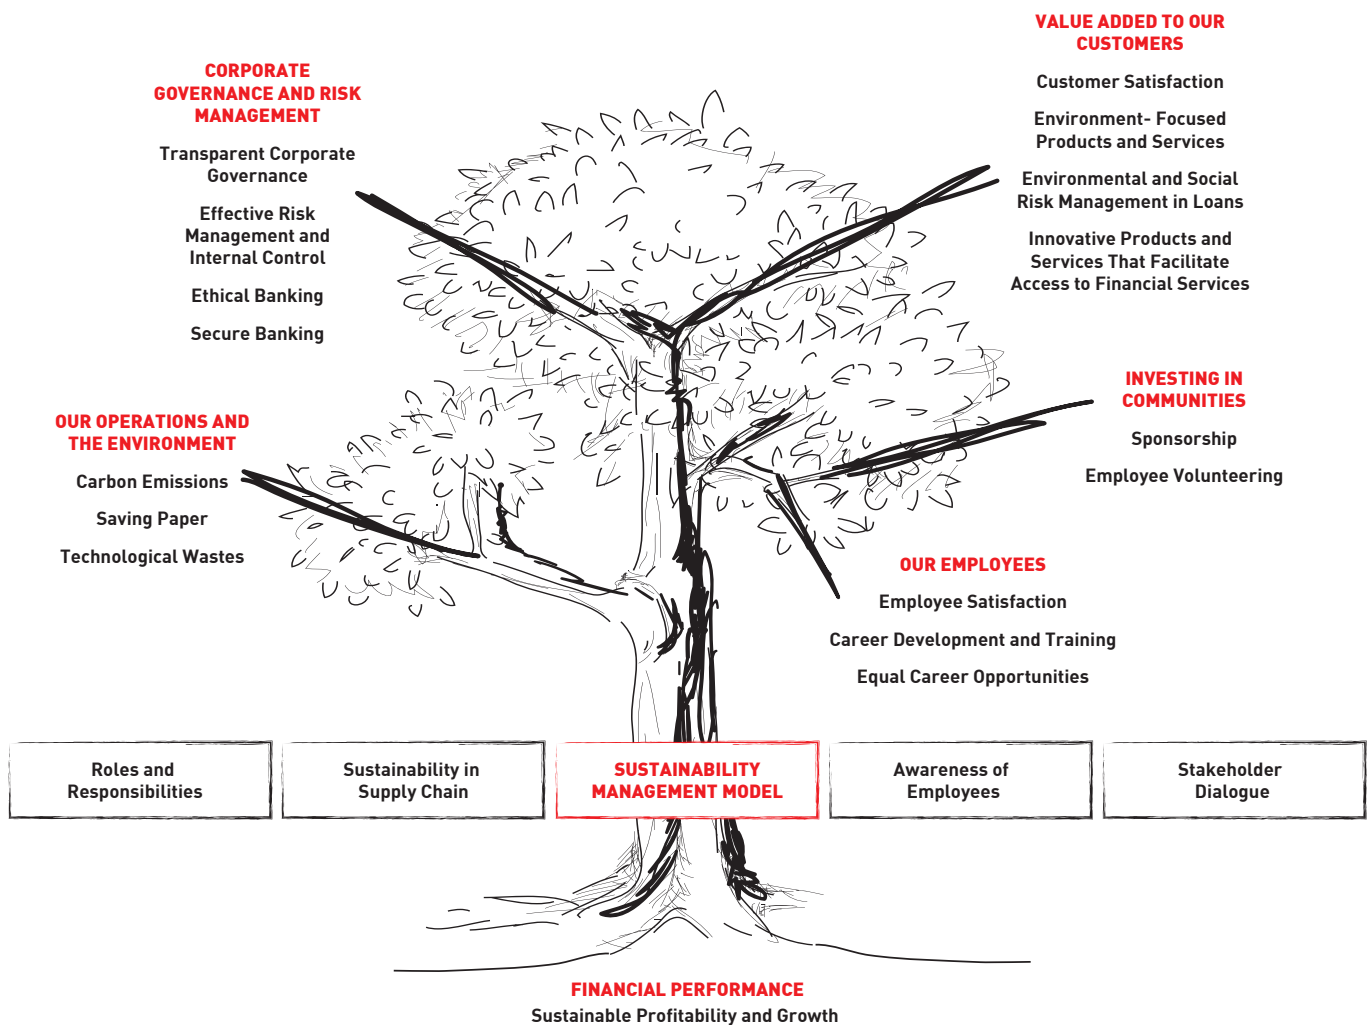 VALUE ADDED TO OUR
CUSTOMERS
Customer Satisfaction
Environment- Focused
Products and Services
Environmental and Social
Risk Management in Loans
Innovative Products and
Services That Facilitate
Access to Financial Services
CORPORATE
GOVERNANCE AND RISK
MANAGEMENT
Transparent Corporate
Governance
Effective Risk
Management and
Internal Control
Ethical Banking
Secure Banking
INVESTING IN
COMMUNITIES
Sponsorship
Employee Volunteering
OUR OPERATIONS AND
THE ENVIRONMENT
Carbon Emissions
Saving Paper
Technological Wastes
OUR EMPLOYEES
Employee Satisfaction
Career Development and Training
Equal Career Opportunities
Roles and
Responsibilities
Sustainability in
Supply Chain
SUSTAINABILITY
MANAGEMENT MODEL
Awareness of
Employees
Stakeholder
Dialogue
FINANCIAL PERFORMANCE
Sustainable Profitability and Growth